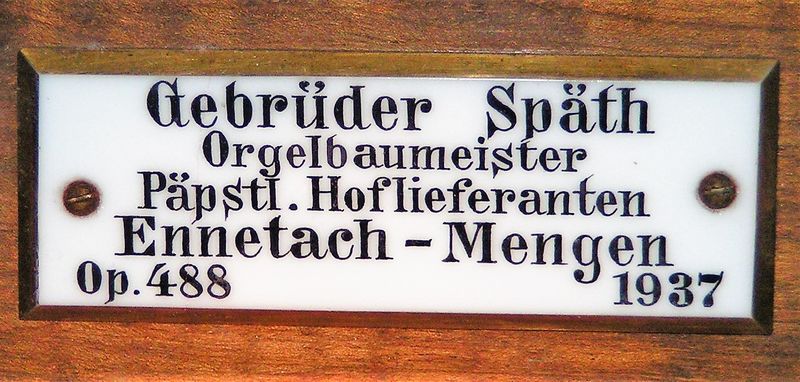 Gebrüder Späth
Orgelbaumeister
Päpstl. Hoflieferanten
Ennetach - Mengen
Op. 488 1937